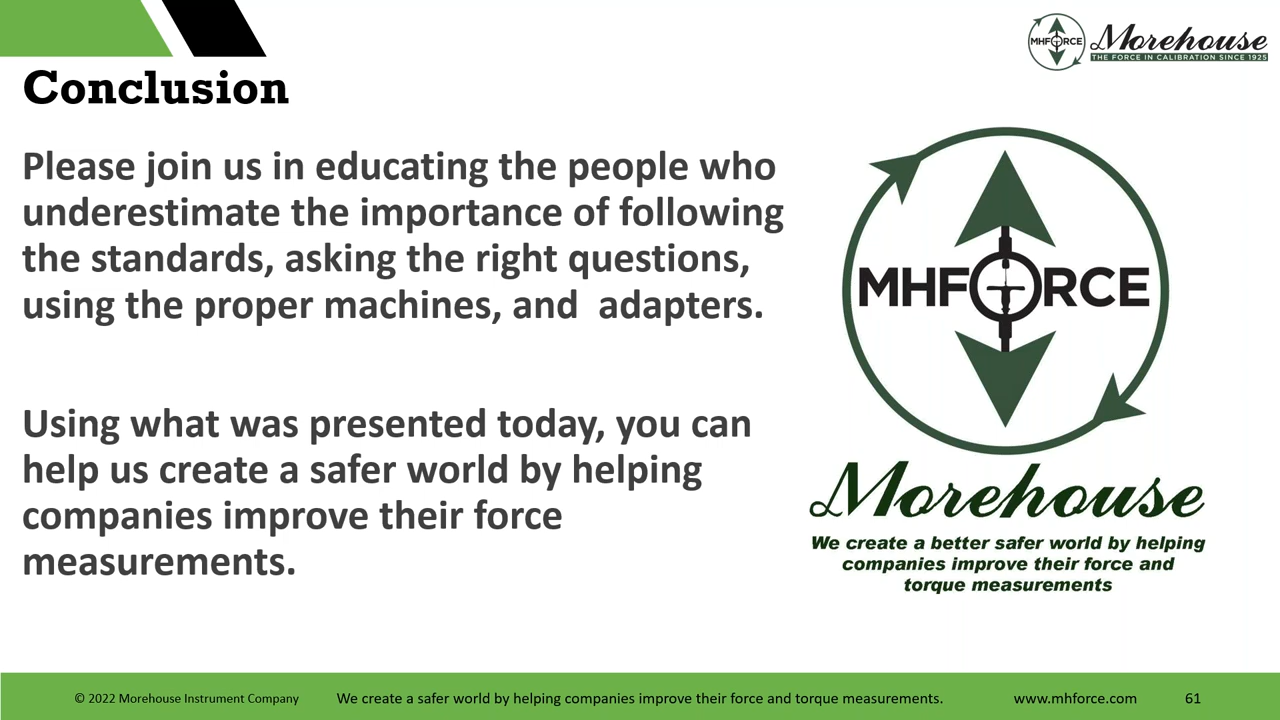 MHFORCE
Morehouse
THE FORCE IN CALIBRATION SINCE 1925
Conclusion
Please join us in educating the people who
underestimate the importance of following
the standards, asking the right questions,
using the proper machines, and  adapters.
Using what was presented today, you can
help us create a safer world by helping
companies improve their force
measurements.
MHFORCE
Morehouse
We create a better safer world by helping
companies improve their force and
torque measurements
© 2022 Morehouse Instrument Company
We create a safer world by helping companies improve their force and torque measurements.
www.mhforce.com
61